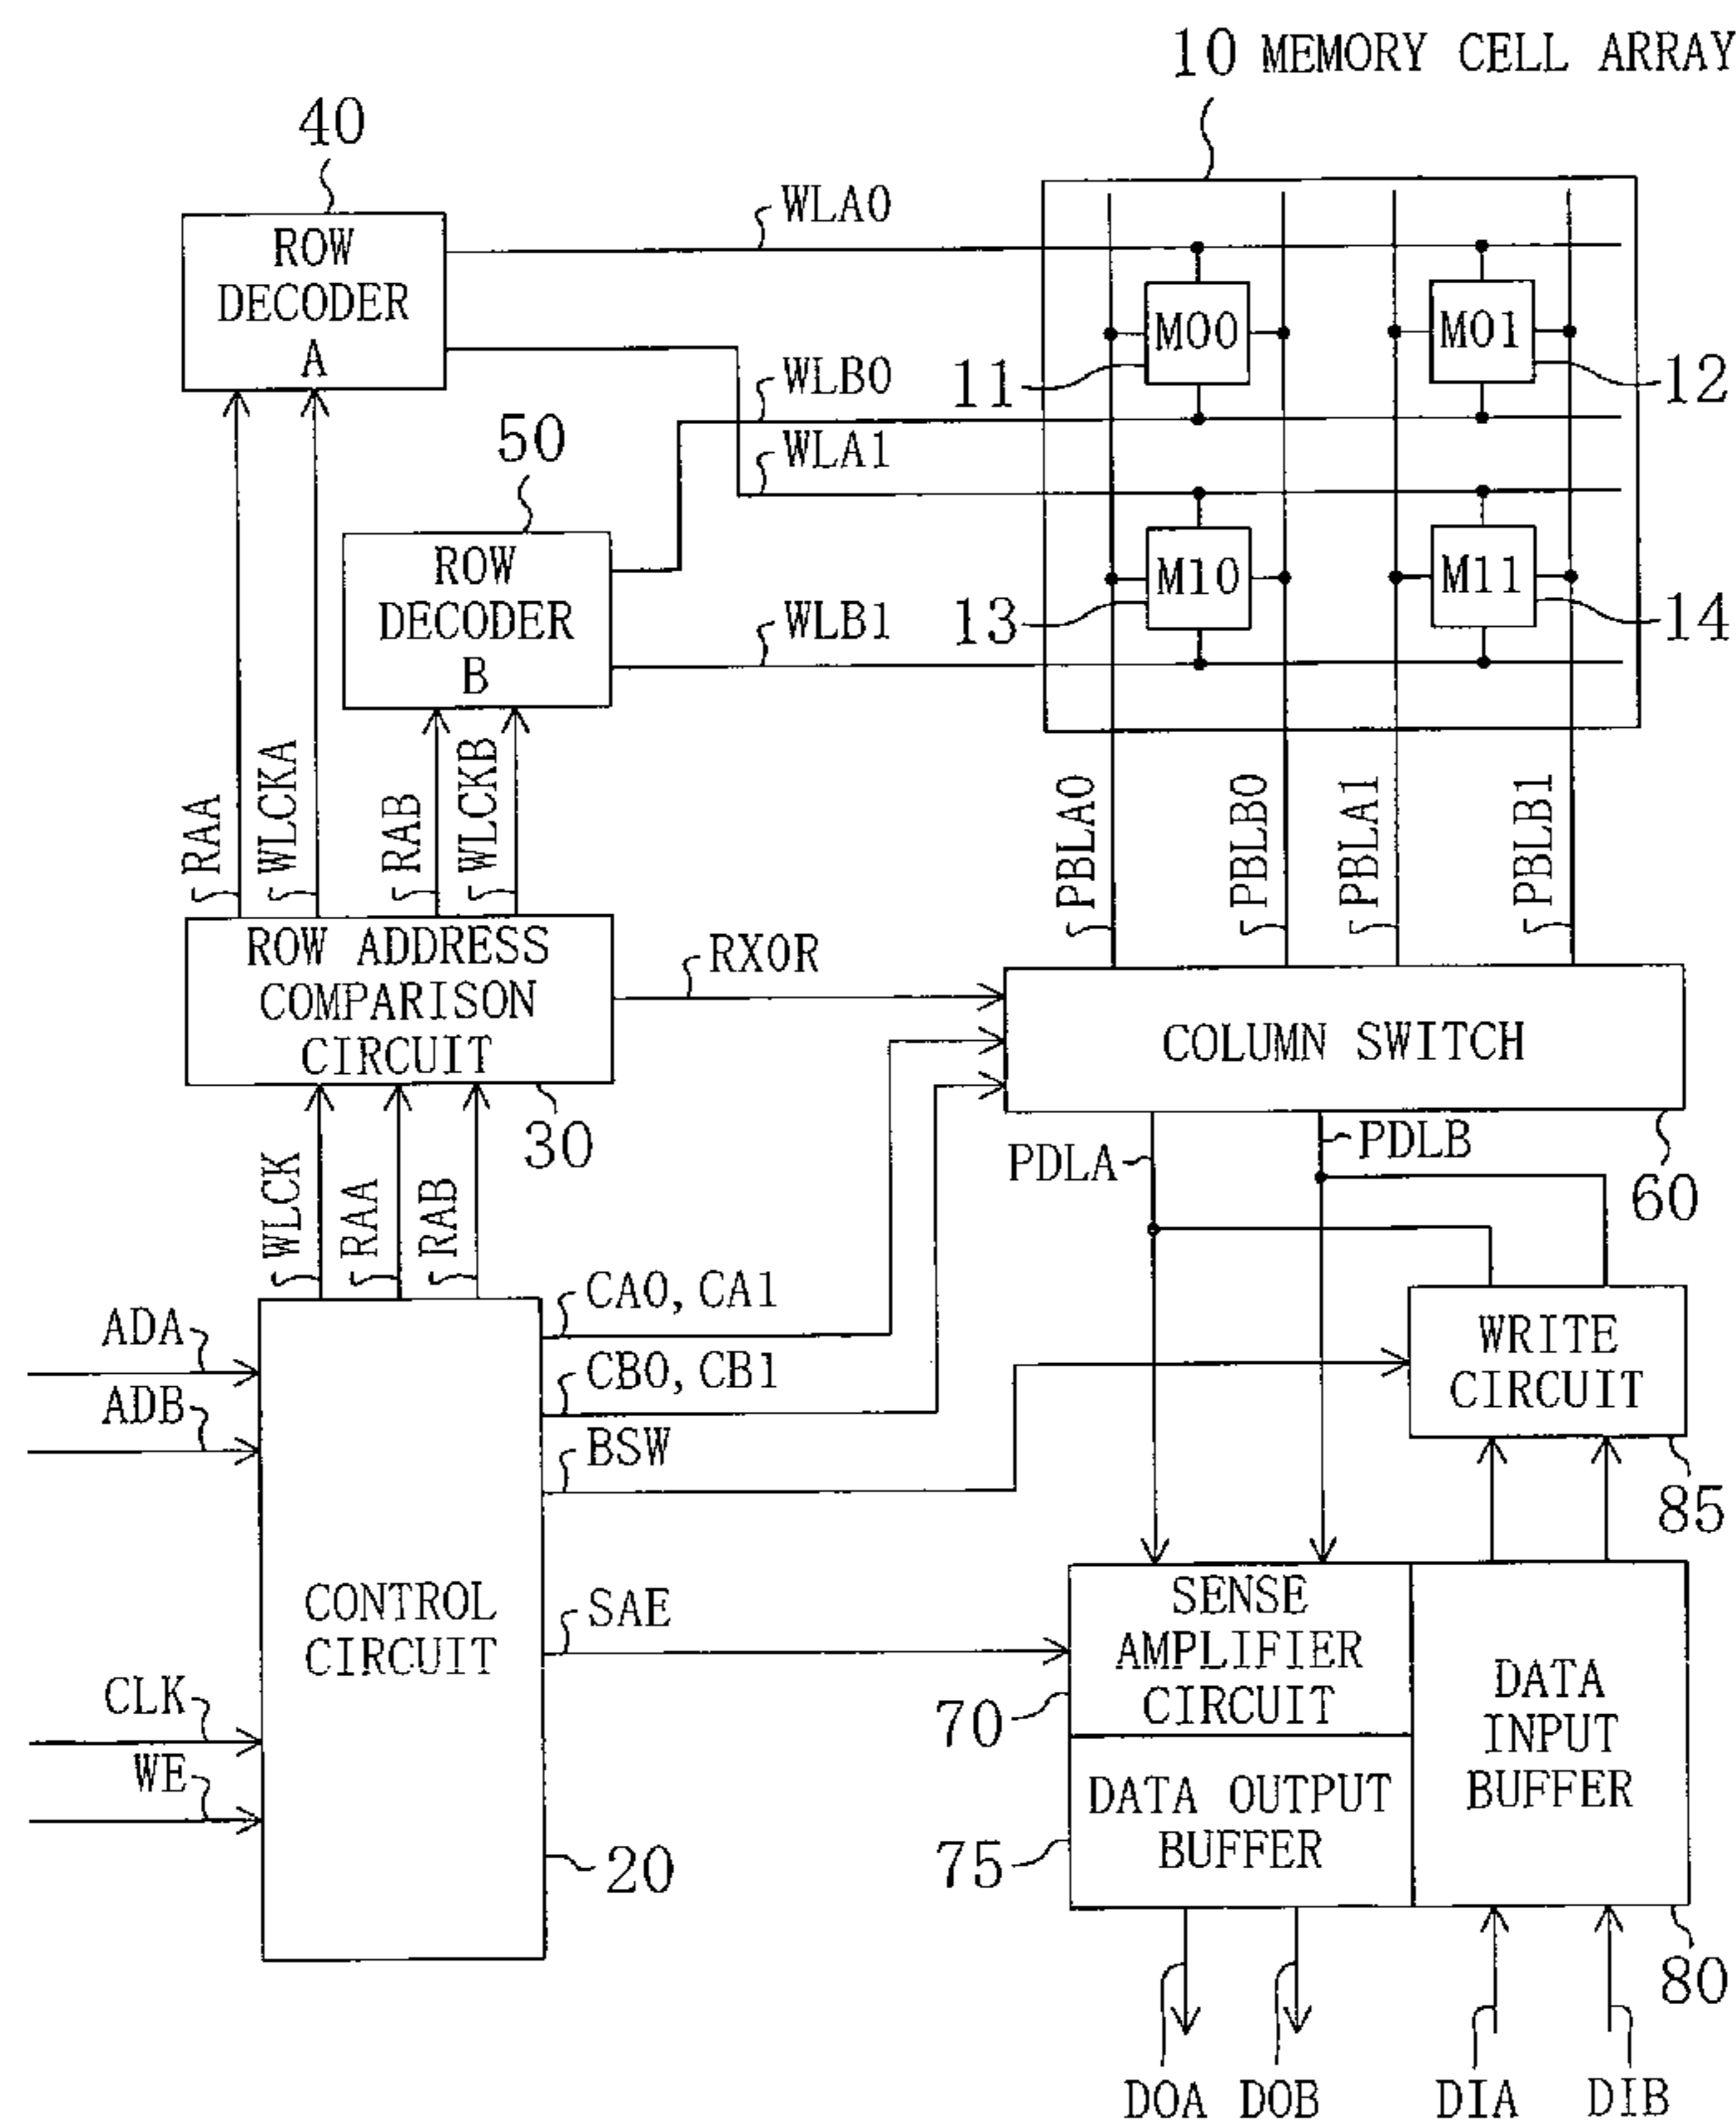 10 MEMORY CELL ARRAY
40
ROW
DECODER
A
WLA0
M00
M01
11
12
WLB0
WLA1
50
ROW
DECODER
B
WLB1
M10
M11
13
14
RAA
WLCKA
RAB
WLCKB
PBLA0
PBLB0
PBLA1
PBLB1
ROW ADDRESS
COMPARISON
CIRCUIT
30
RXOR
COLUMN SWITCH
60
WLCK
RAA
RAB
PDLA
PDLB
ADA
ADB
CLK
WE
CONTROL
CIRCUIT
20
CA0, CA1
CB0, CB1
BSW
SAE
WRITE
CIRCUIT
85
SENSE
AMPLIFIER
CIRCUIT
70
DATA OUTPUT
BUFFER
75
DATA
INPUT
BUFFER
80
DOA
DOB
DIA
DIB